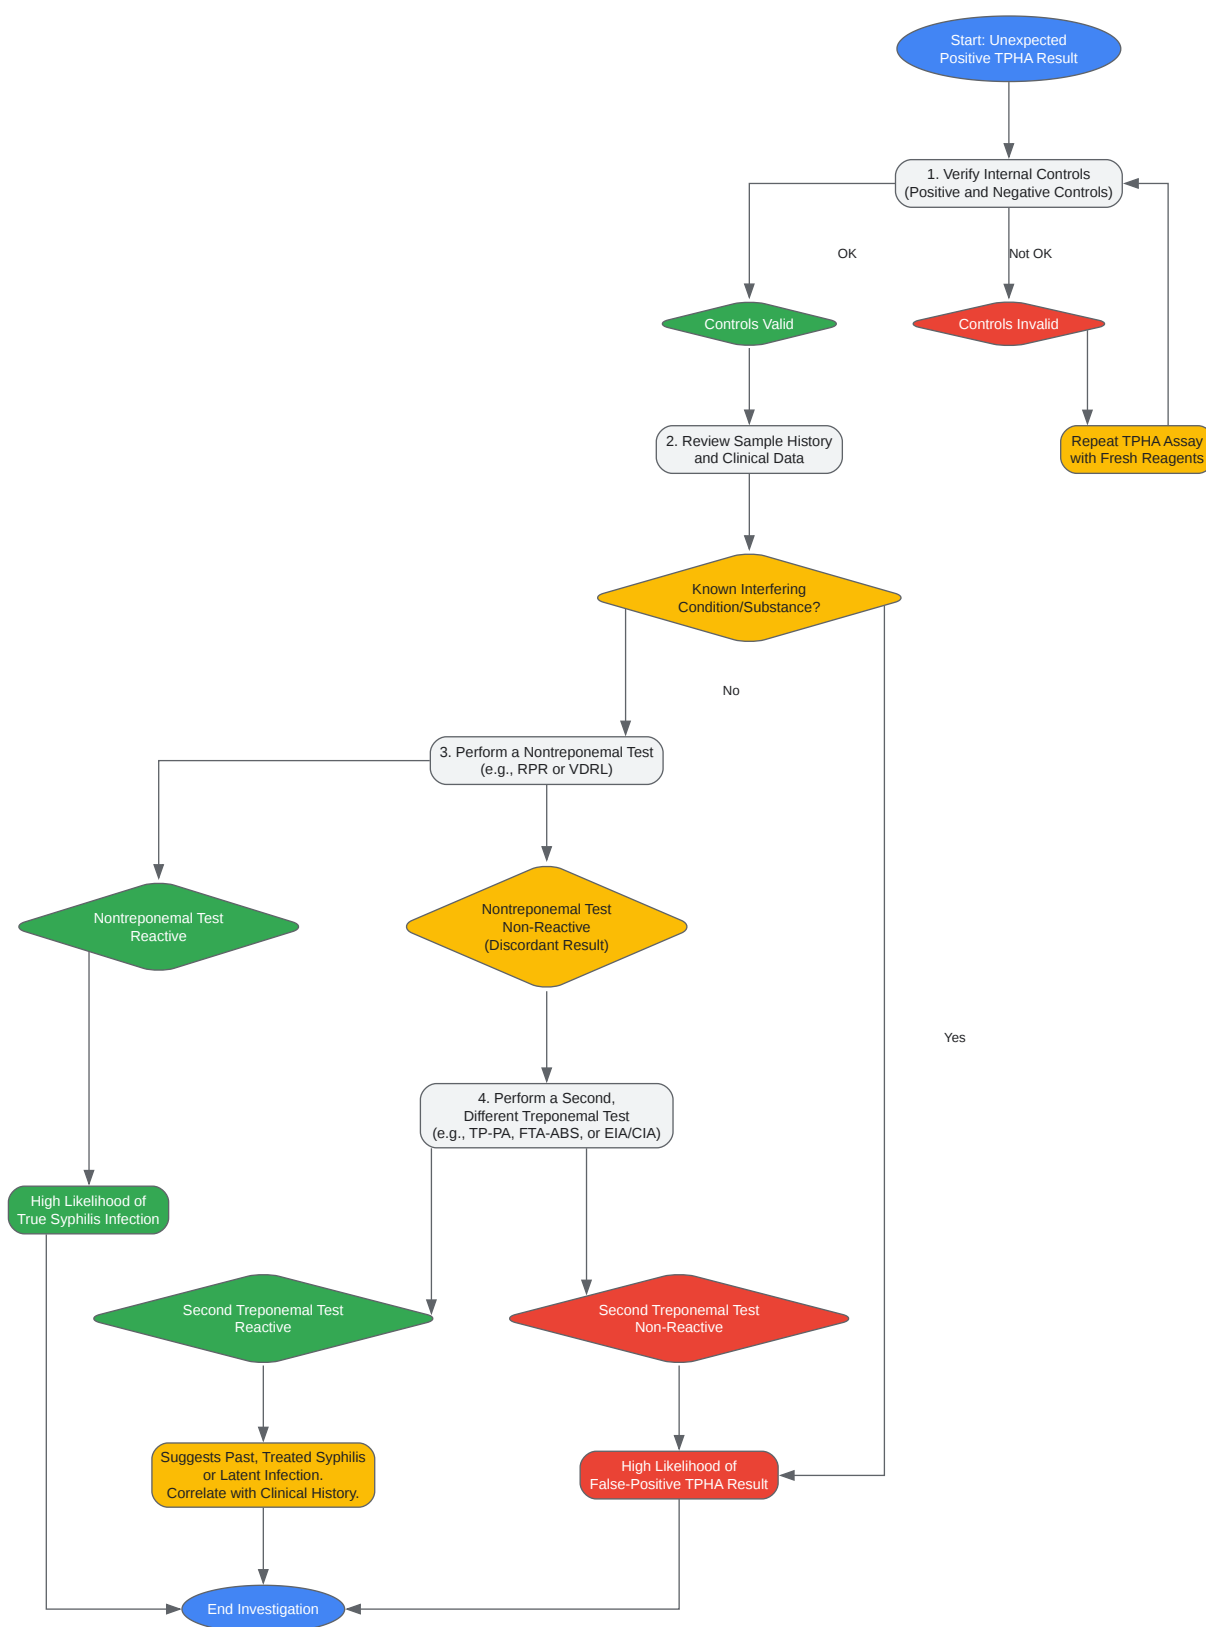 Start: Unexpected
Positive TPHA Result
1. Verify Internal Controls
(Positive and Negative Controls)
OK
Not OK
Controls Valid
Controls Invalid
2. Review Sample History
and Clinical Data
Repeat TPHA Assay
with Fresh Reagents
Known Interfering
Condition/Substance?
No
3. Perform a Nontreponemal Test
(e.g., RPR or VDRL)
Nontreponemal Test
Reactive
Nontreponemal Test
Non-Reactive
(Discordant Result)
Yes
4. Perform a Second,
Different Treponemal Test
(e.g., TP-PA, FTA-ABS, or EIA/CIA)
High Likelihood of
True Syphilis Infection
Second Treponemal Test
Reactive
Second Treponemal Test
Non-Reactive
Suggests Past, Treated Syphilis
or Latent Infection.
Correlate with Clinical History.
High Likelihood of
False-Positive TPHA Result
End Investigation